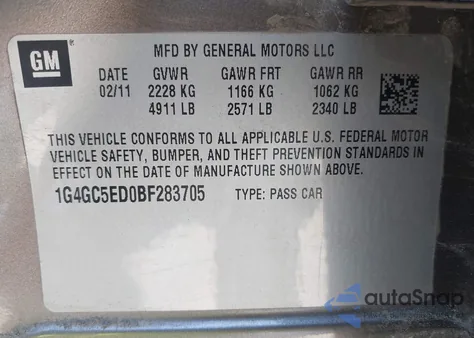 GM
MFD BY GENERAL MOTORS LLC
DATE GVWR GAWR FRT GAWR RR
02/11 2228 KG 1166 KG 1062 KG
4911 LB 2571 LB 2340 LB
THIS VEHICLE CONFORMS TO ALL APPLICABLE U.S. FEDERAL MOTOR
VEHICLE SAFETY, BUMPER, AND THEFT PREVENTION STANDARDS IN
EFFECT ON THE DATE OF MANUFACTURE SHOWN ABOVE.
1G4GC5ED0BF283705 TYPE: PASS CAR
autoSnap